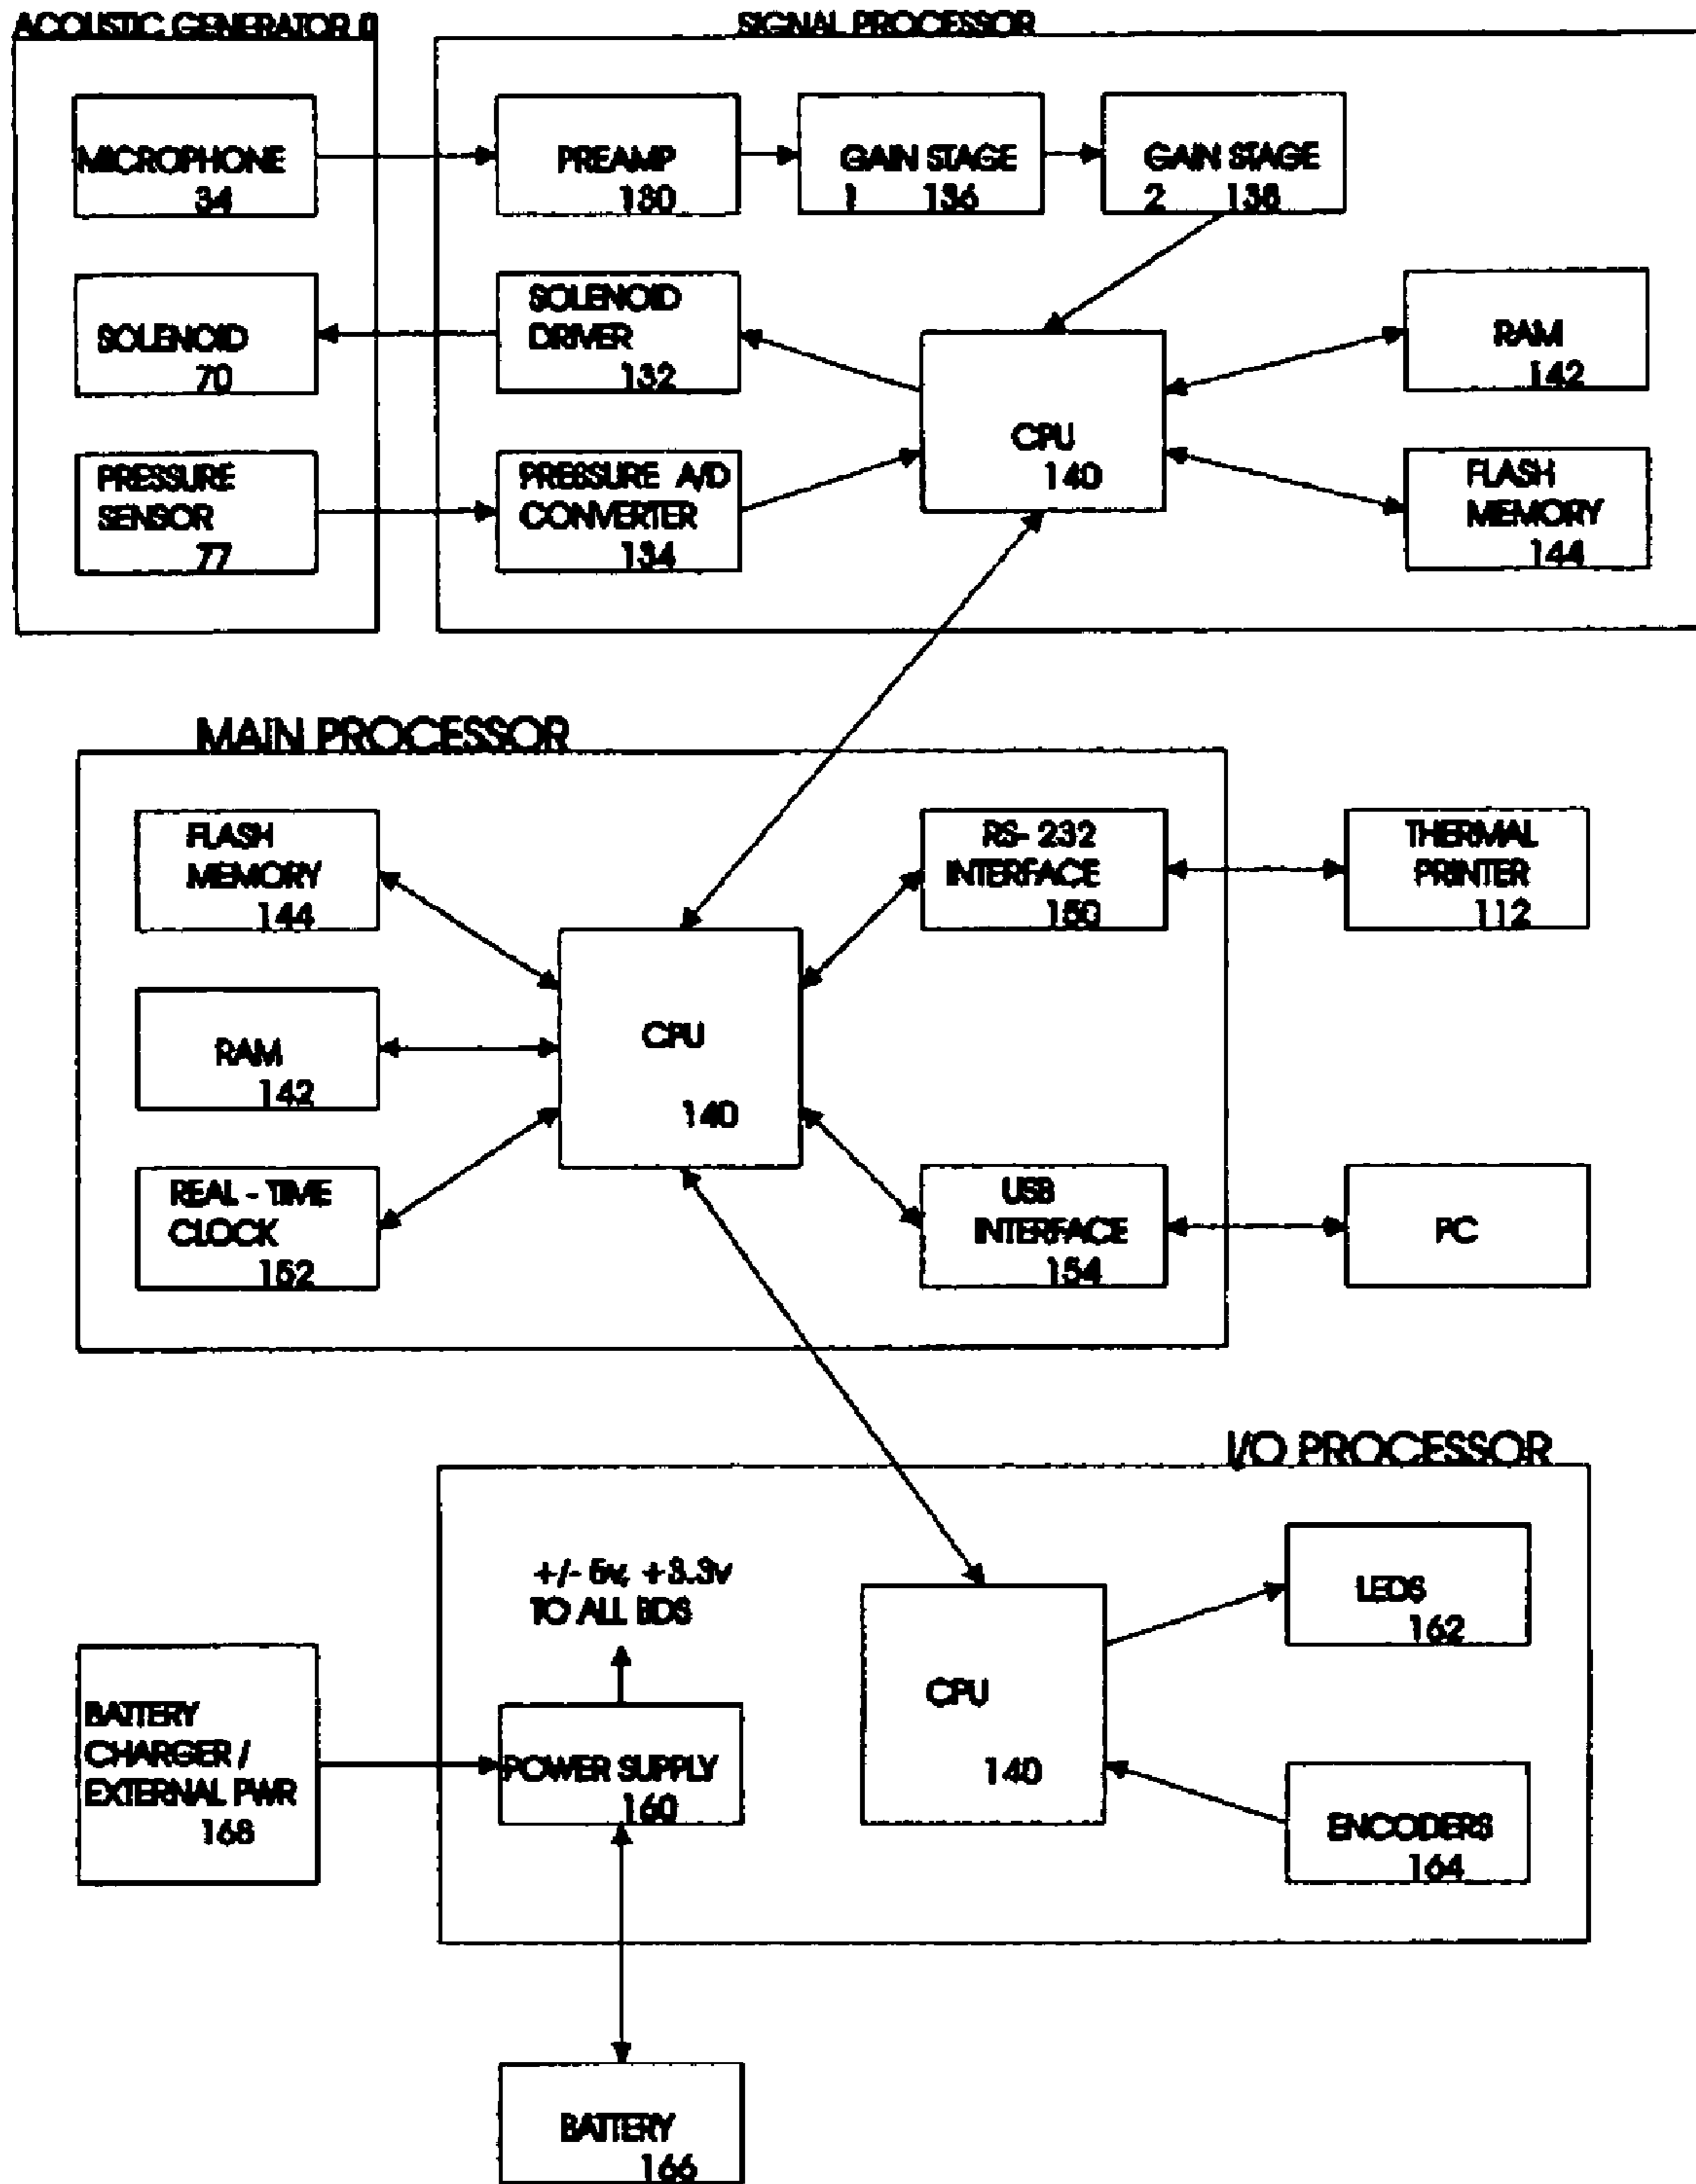 ACOUSTIC GENERATOR
SIGNAL PROCESSOR
MICROPHONE
34
PREAMP
130
GAIN STAGE
1 136
GAIN STAGE
2 138
SOLENOID
70
SOLENOID
DRIVER
132
CPU
140
RAM
142
PRESSURE
SENSOR
77
PRESSURE A/D
CONVERTER
134
FLASH
MEMORY
144
MAIN PROCESSOR
FLASH
MEMORY
144
RS-232
INTERFACE
150
THERMAL
PRINTER
112
RAM
142
CPU
140
REAL-TIME
CLOCK
152
USB
INTERFACE
154
PC
I/O PROCESSOR
+/- 5v, +3.3v
TO ALL BDS
LEDS
162
BATTERY
CHARGER /
EXTERNAL PWR
168
POWER SUPPLY
160
CPU
140
ENCODERS
164
BATTERY
166